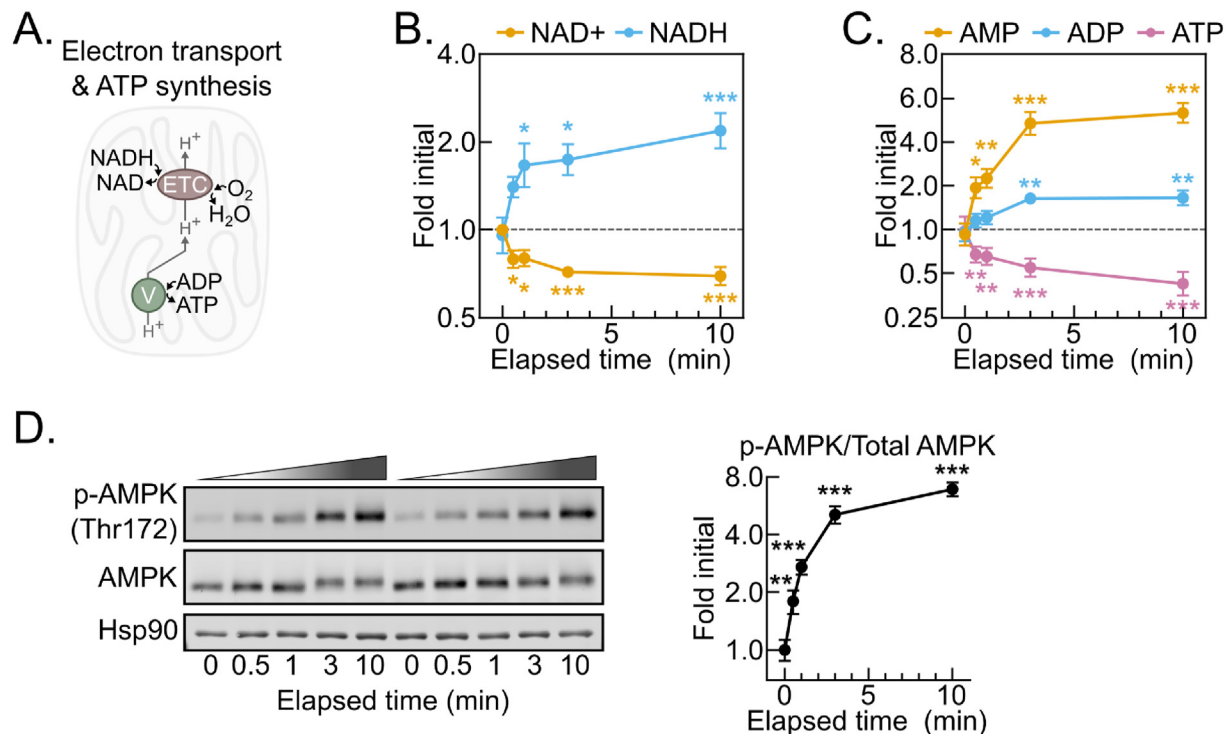 A.
Electron transport
& ATP synthesis
H+
NADH
NAD
ETC
O2
H2O
H+
V
ADP
ATP
H+
B.
NAD+ NADH
Fold initial
4.0
2.0
1.0
0.5
* * ***
* * *** ***
0 5 10
Elapsed time (min)
C.
AMP ADP ATP
Fold initial
8.0
6.0
4.0
2.0
1.0
0.5
0.25
* ** *** ***
** **
** ** *** ***
0 5 10
Elapsed time (min)
D.
p-AMPK
(Thr172)
AMPK
Hsp90
0 0.5 1 3 10 0 0.5 1 3 10
Elapsed time (min)
p-AMPK/Total AMPK
Fold initial
8.0
4.0
2.0
1.0
** *** *** ***
0 5 10
Elapsed time (min)